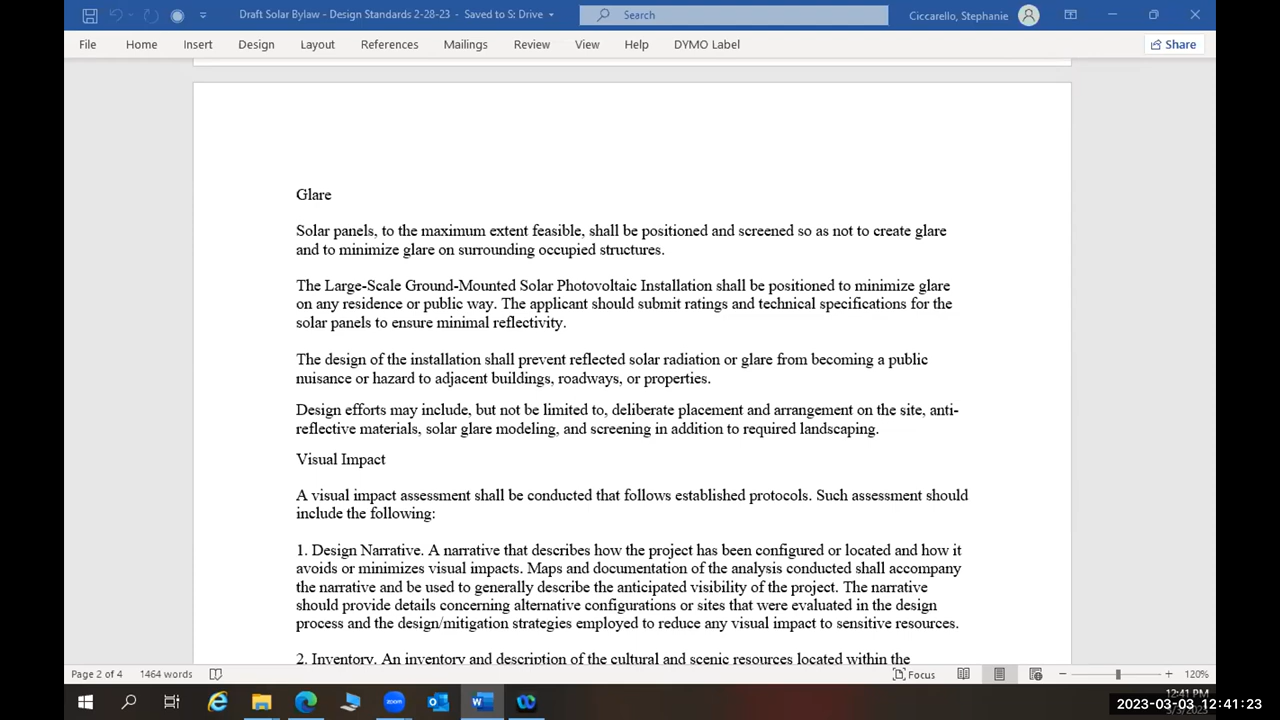 Draft Solar Bylaw - Design Standards 2-28-23 - Saved to S: Drive
Search
Ciccarello, Stephanie
File Home Insert Design Layout References Mailings Review View Help DYMO Label Share
Glare
Solar panels, to the maximum extent feasible, shall be positioned and screened so as not to create glare
and to minimize glare on surrounding occupied structures.
The Large-Scale Ground-Mounted Solar Photovoltaic Installation shall be positioned to minimize glare
on any residence or public way. The applicant should submit ratings and technical specifications for the
solar panels to ensure minimal reflectivity.
The design of the installation shall prevent reflected solar radiation or glare from becoming a public
nuisance or hazard to adjacent buildings, roadways, or properties.
Design efforts may include, but not be limited to, deliberate placement and arrangement on the site, anti-
reflective materials, solar glare modeling, and screening in addition to required landscaping.
Visual Impact
A visual impact assessment shall be conducted that follows established protocols. Such assessment should
include the following:
1. Design Narrative. A narrative that describes how the project has been configured or located and how it
avoids or minimizes visual impacts. Maps and documentation of the analysis conducted shall accompany
the narrative and be used to generally describe the anticipated visibility of the project. The narrative
should provide details concerning alternative configurations or sites that were evaluated in the design
process and the design/mitigation strategies employed to reduce any visual impact to sensitive resources.
2. Inventory. An inventory and description of the cultural and scenic resources located within the
Page 2 of 4 1464 words Focus 120%
zoom
12:41 PM
2023-03-03 12:41:23